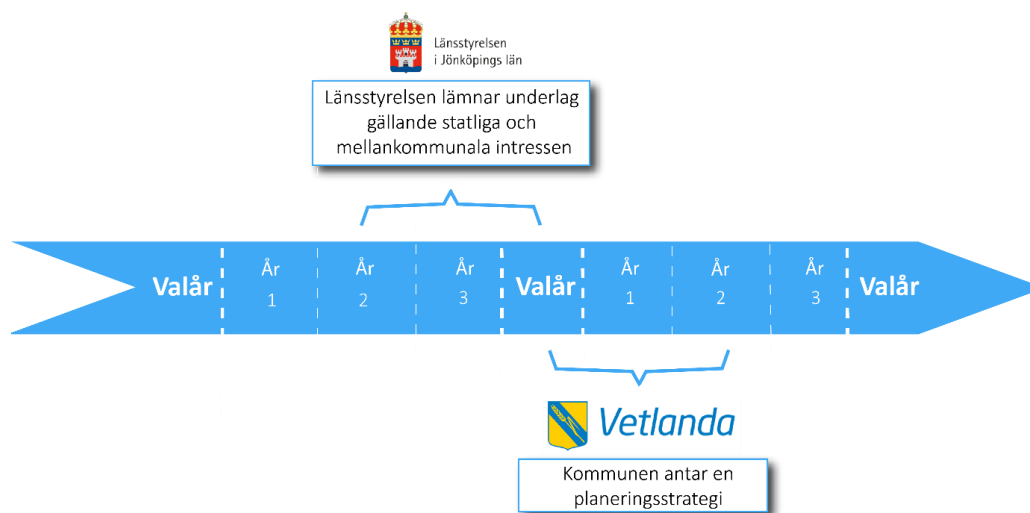 Länsstyrelsen
i Jönköpings län
Länsstyrelsen lämnar underlag
gällande statliga och
mellankommunala intressen
Valår
År
1
År
2
År
3
Valår
År
1
År
2
År
3
Valår
Vetlanda
Kommunen antar en
planeringsstrategi